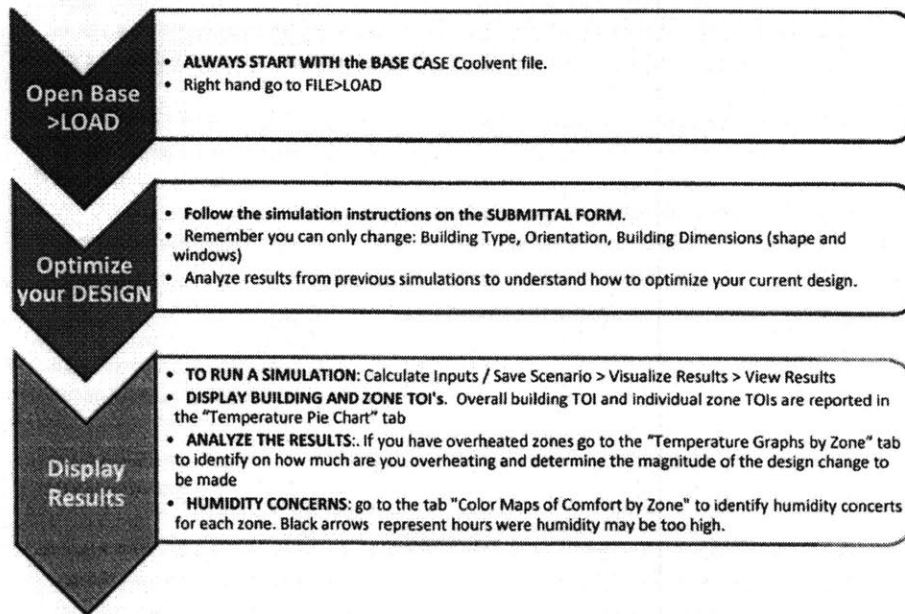 Open Base
>LOAD
• ALWAYS START WITH the BASE CASE Coolvent file.
• Right hand go to FILE>LOAD
Optimize
your DESIGN
• Follow the simulation instructions on the SUBMITTAL FORM.
• Remember you can only change: Building Type, Orientation, Building Dimensions (shape and
windows)
• Analyze results from previous simulations to understand how to optimize your current design.
Display
Results
• TO RUN A SIMULATION: Calculate Inputs / Save Scenario > Visualize Results > View Results
• DISPLAY BUILDING AND ZONE TOI's. Overall building TOI and individual zone TOIs are reported in
the "Temperature Pie Chart" tab
• ANALYZE THE RESULTS:. If you have overheated zones go to the "Temperature Graphs by Zone" tab
to identify on how much are you overheating and determine the magnitude of the design change to
be made
• HUMIDITY CONCERNS: go to the tab "Color Maps of Comfort by Zone" to identify humidity concerts
for each zone. Black arrows represent hours were humidity may be too high.